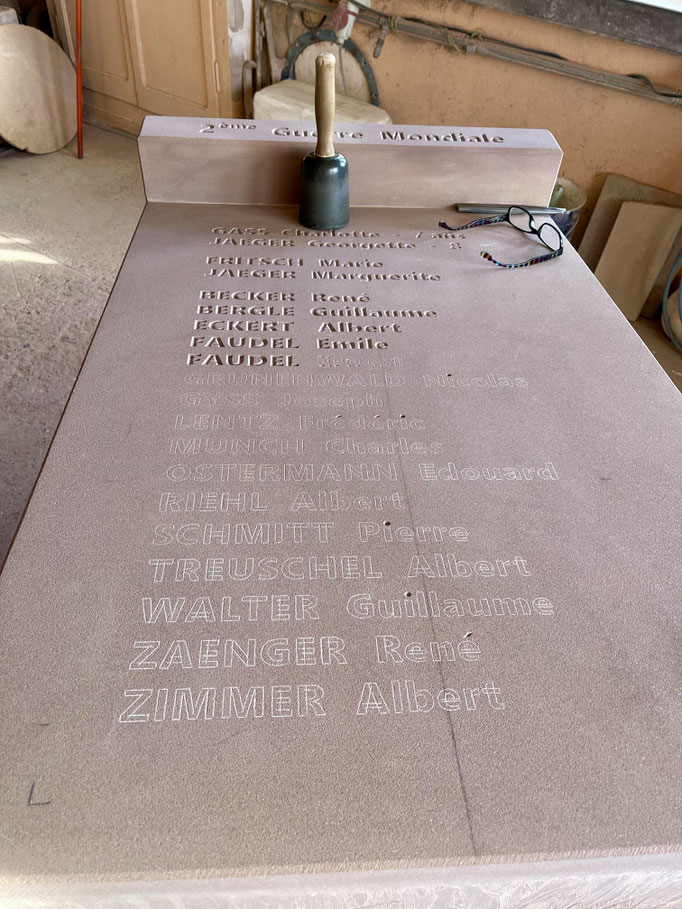 2ème Guerre Mondiale
GASS Charlotte - 7 ans
JAEGER Georgette - 8
FRITSCH Marie
JAEGER Marguerite
BECKER René
BERGLE Guillaume
ECKERT Albert
FAUDEL Emile
FAUDEL
GRUNENWALD Nicolas
GYSS Joseph
LENTZ Frédéric
MUNCH Charles
OSTERMANN Edouard
RIEHL Albert
SCHMITT Pierre
TREUSCHEL Albert
WALTER Guillaume
ZAENGER René
ZIMMER Albert